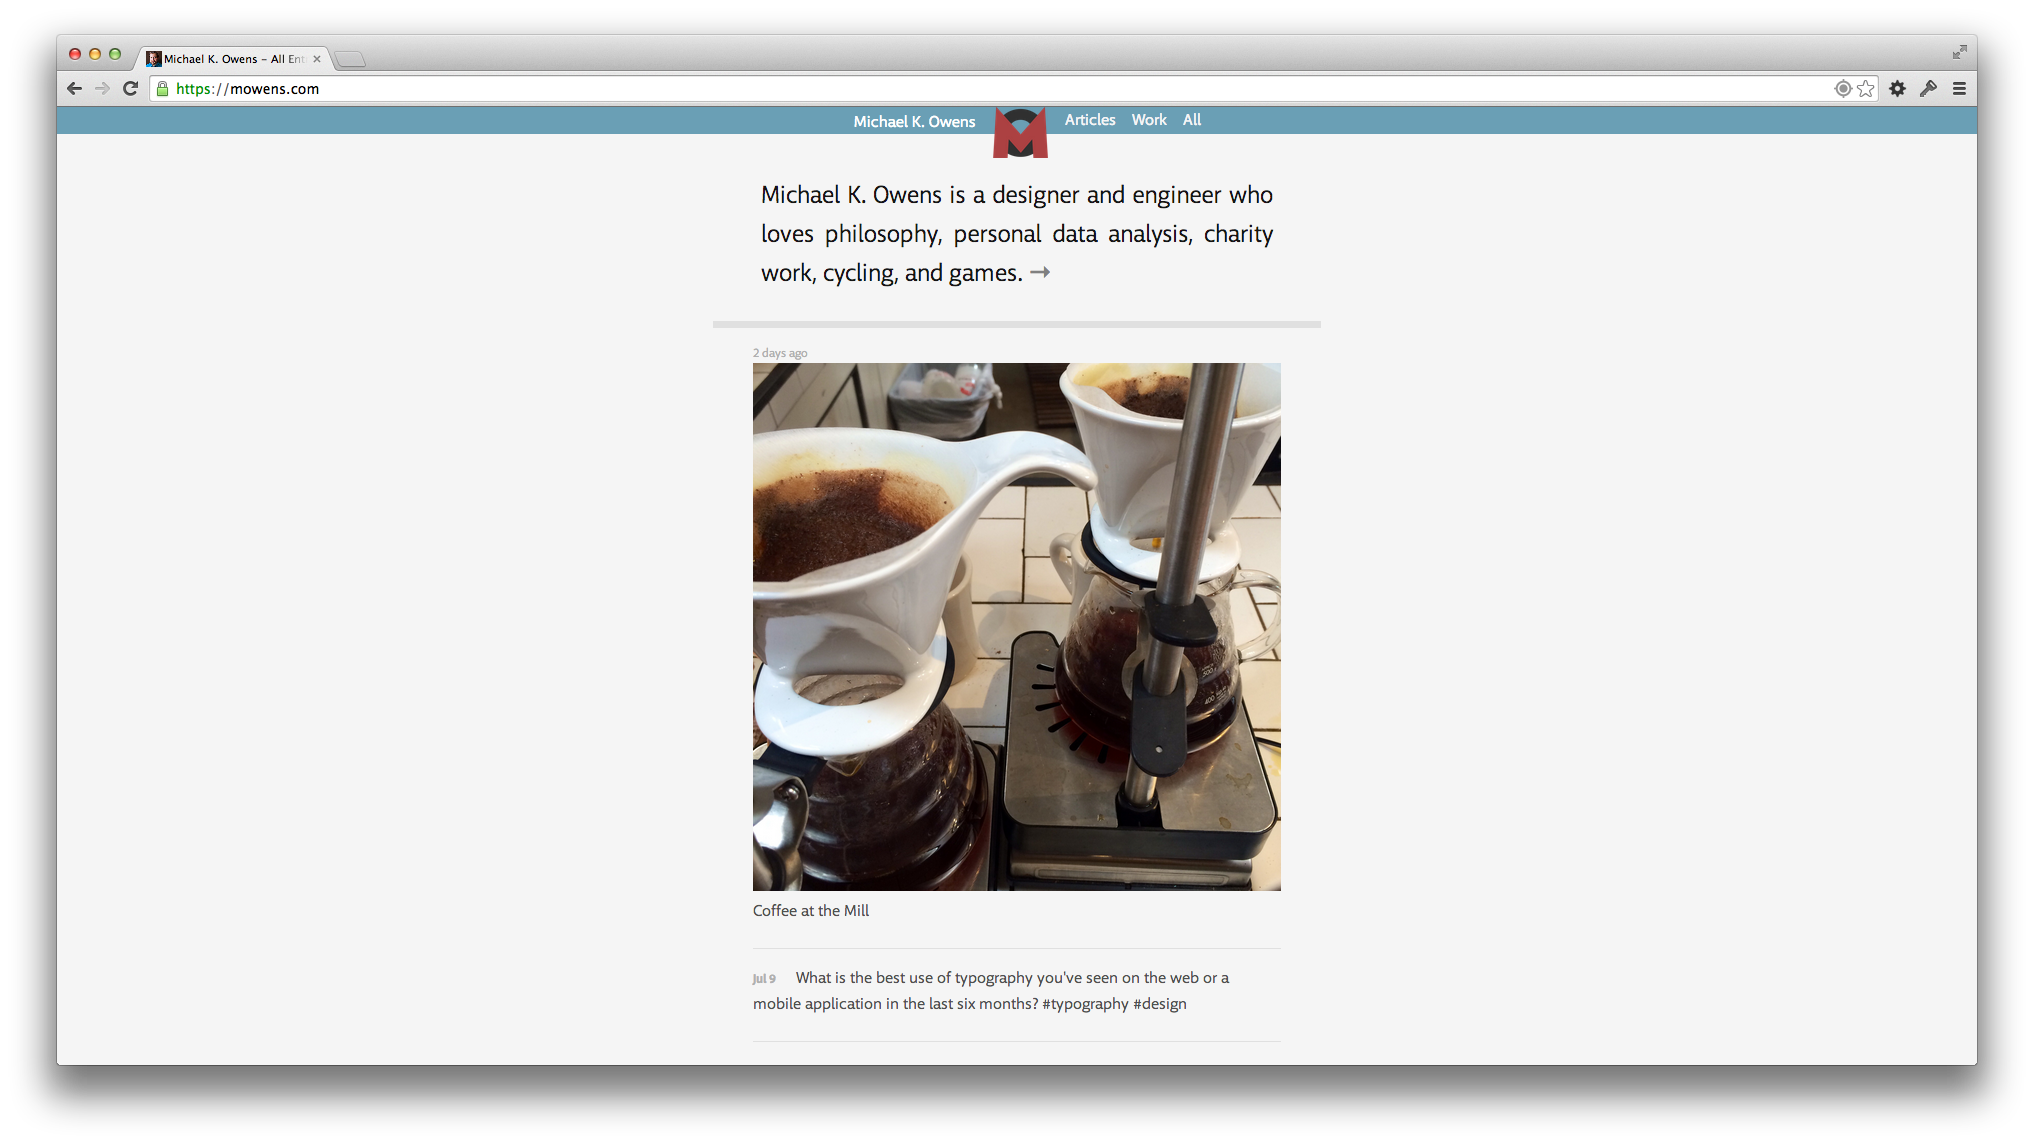 Michael K. Owens – All Ent
https://mowens.com
Michael K. Owens
Articles Work All
Michael K. Owens is a designer and engineer who
loves philosophy, personal data analysis, charity
work, cycling, and games. →
2 days ago
500
400
Coffee at the Mill
Jul 9 What is the best use of typography you've seen on the web or a
mobile application in the last six months? #typography #design